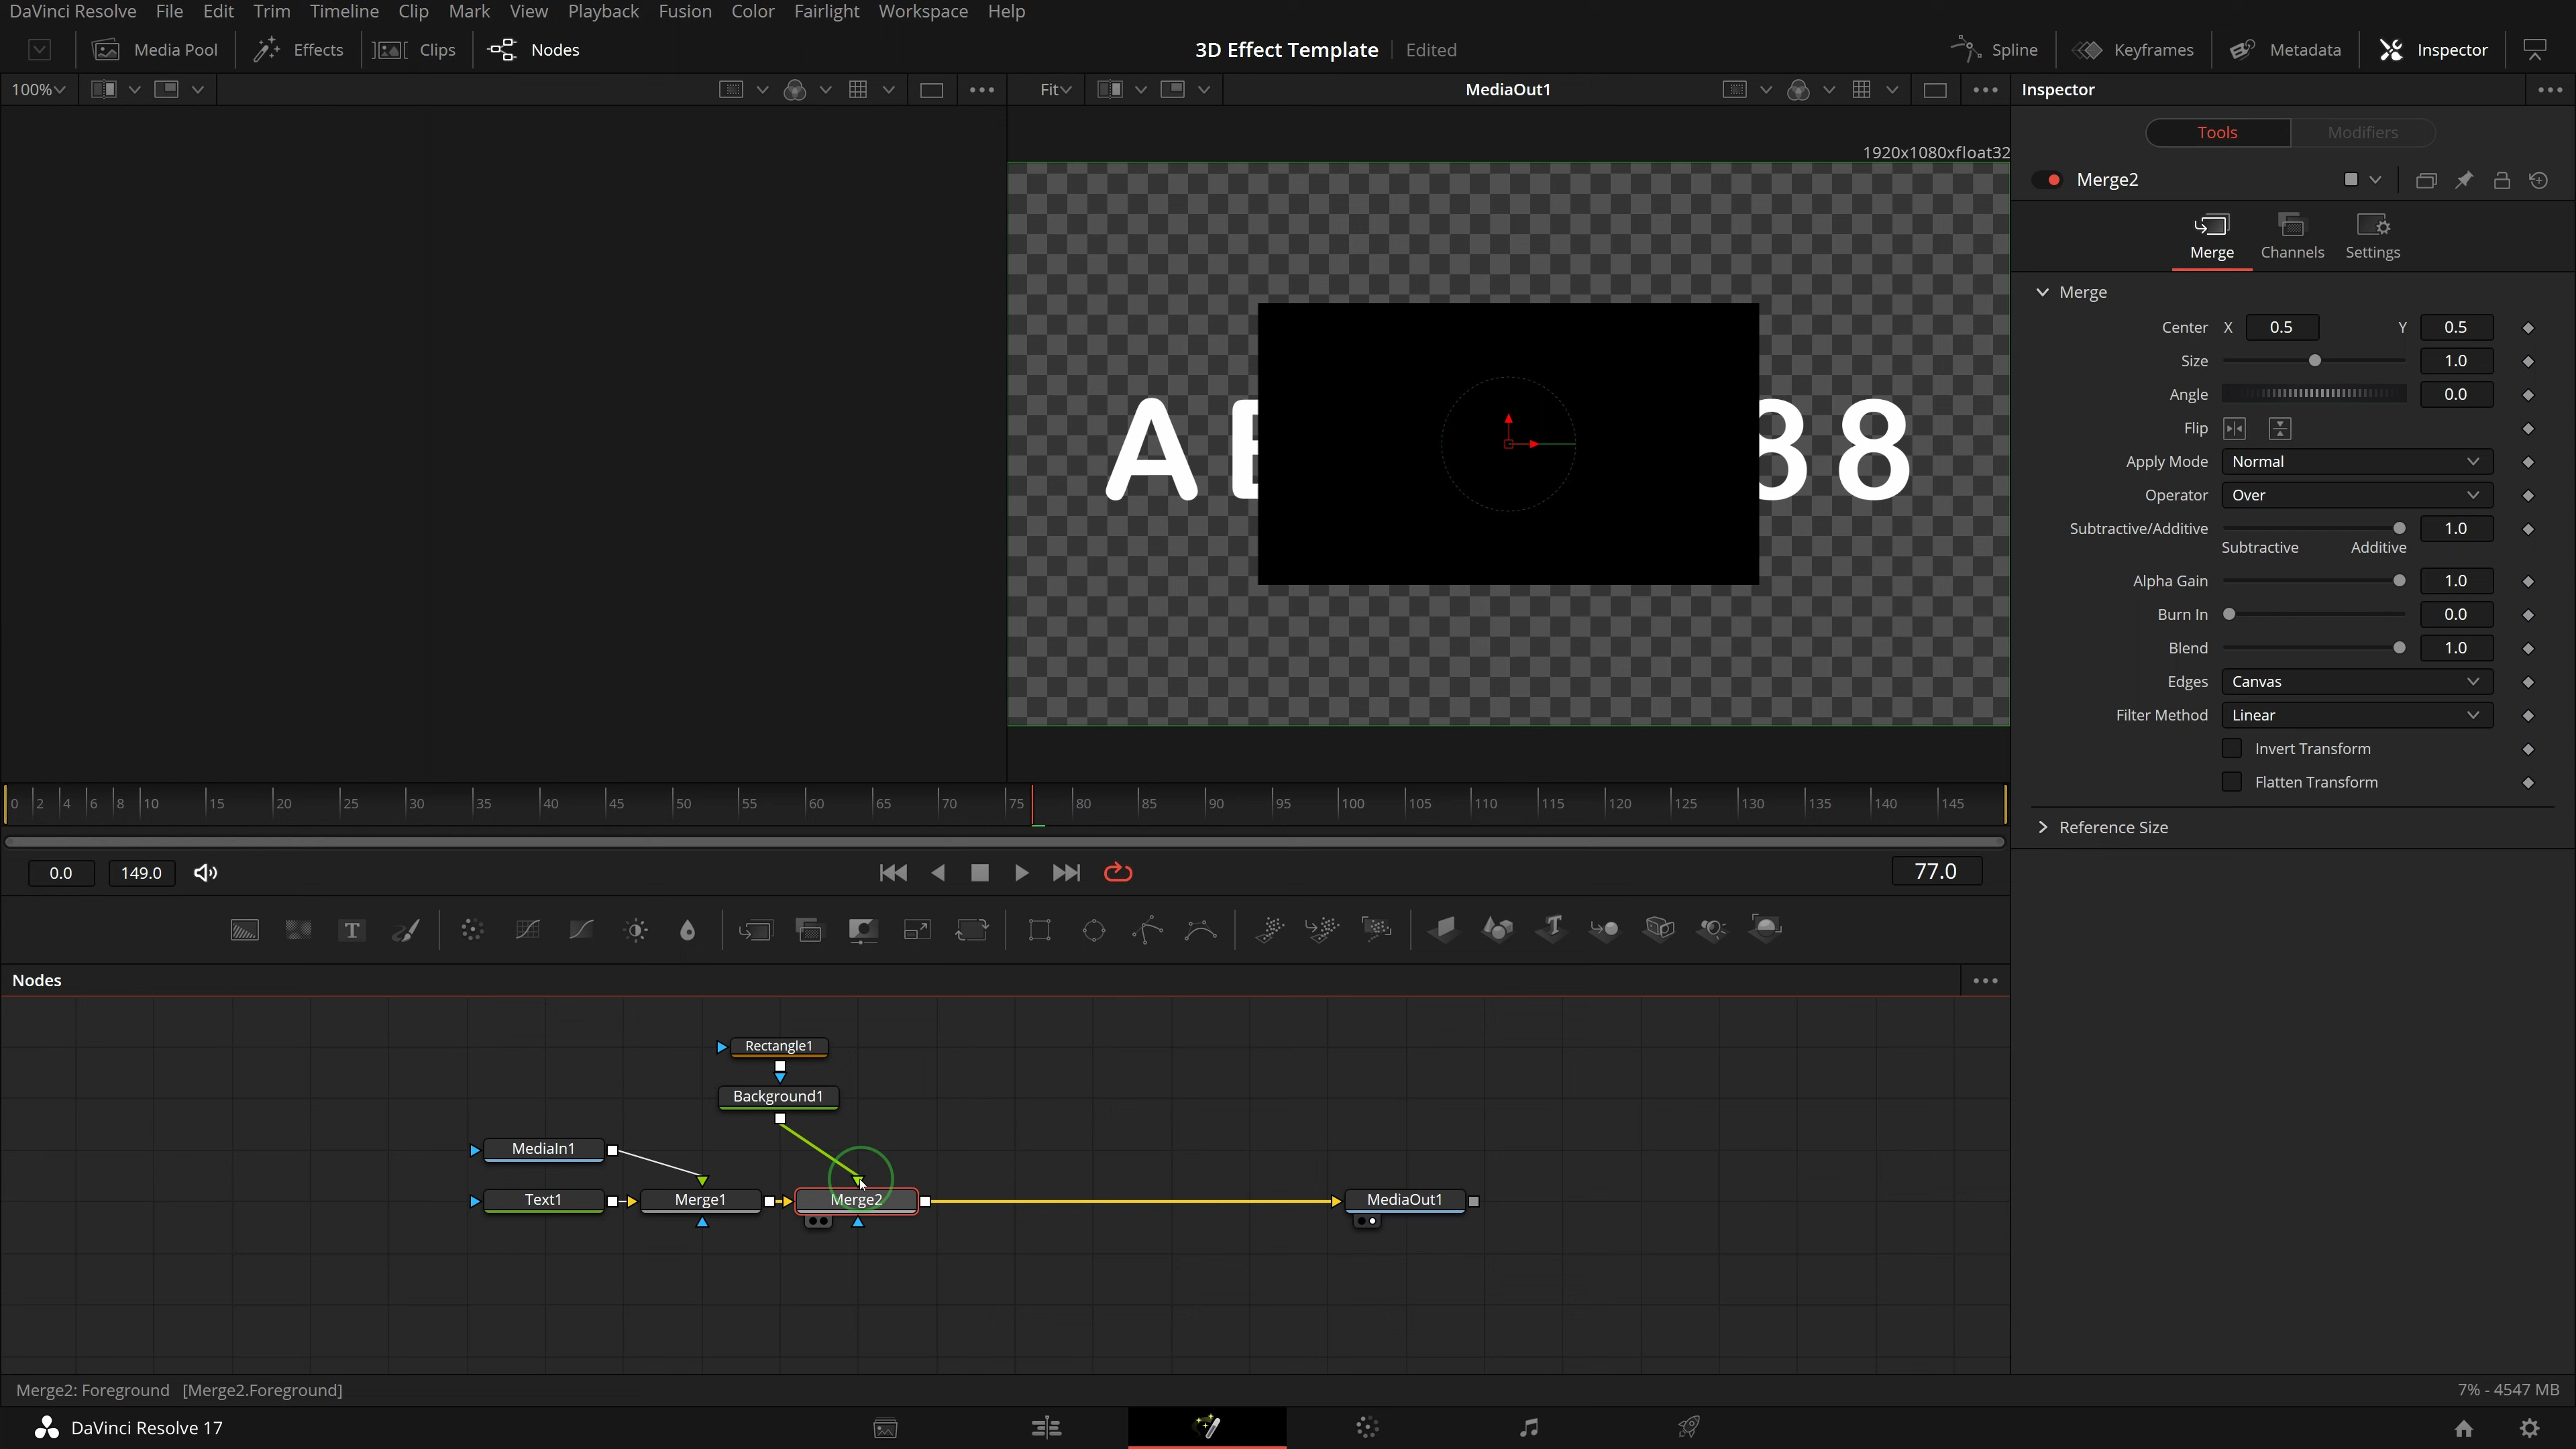 DaVinci Resolve File Edit Trim Timeline Clip Mark View Playback Fusion Color Fairlight Workspace Help
Media Pool Effects Clips Nodes 3D Effect Template Edited Spline Keyframes Metadata Inspector
100% Fit MediaOut1 Inspector
Tools Modifiers
1920x1080xfloat32
Merge2
Merge Channels Settings
Merge
Center X 0.5 Y 0.5
Size 1.0
Angle 0.0
Flip
Apply Mode Normal
Operator Over
Subtractive/Additive 1.0
Subtractive Additive
Alpha Gain 1.0
Burn In 0.0
Blend 1.0
Edges Canvas
Filter Method Linear
Invert Transform
Flatten Transform
Reference Size
A 8
0 2 4 6 8 10 15 20 25 30 35 40 45 50 55 60 65 70 75 80 85 90 95 100 105 110 115 120 125 130 135 140 145
0.0 149.0 77.0
Nodes
Rectangle1
Background1
MediaIn1
Text1 Merge1 Merge2 MediaOut1
Merge2: Foreground [Merge2.Foreground] 7% - 4547 MB
DaVinci Resolve 17